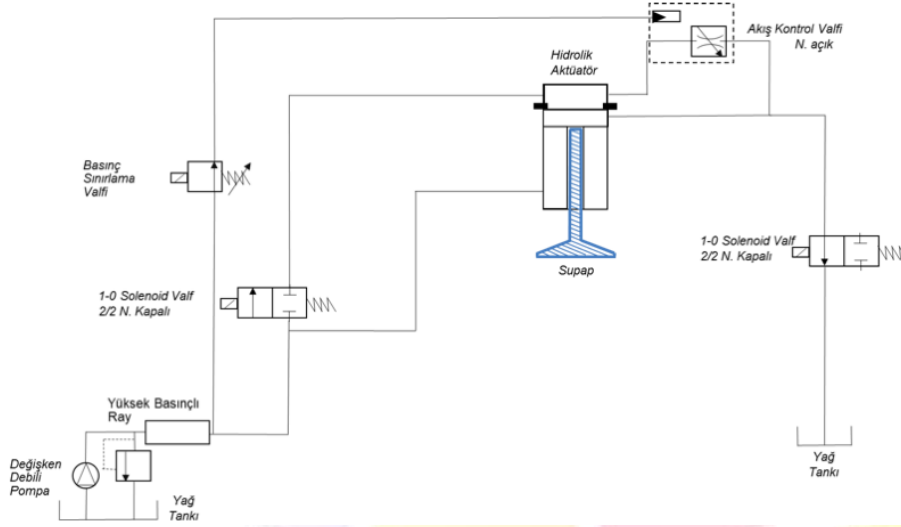 Akış Kontrol Valfi
N. açık
Hidrolik
Aktüatör
Basınç
Sınırlama
Valfi
1-0 Solenoid Valf
2/2 N. Kapalı
Supap
1-0 Solenoid Valf
2/2 N. Kapalı
Yüksek Basınçlı
Ray
Değişken
Debili
Pompa
Yağ
Tankı
Yağ
Tankı